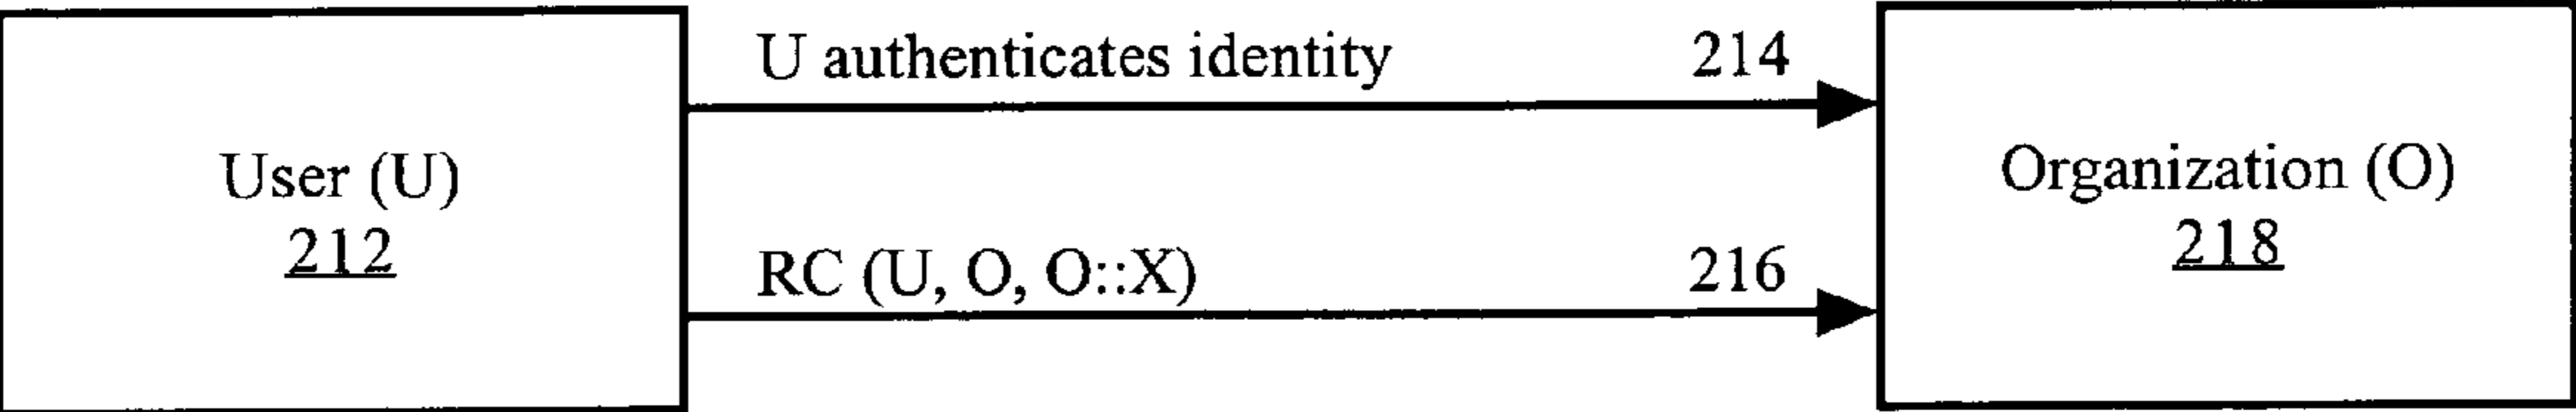 User (U)
212
U authenticates identity
214
RC (U, O, O::X)
216
Organization (O)
218